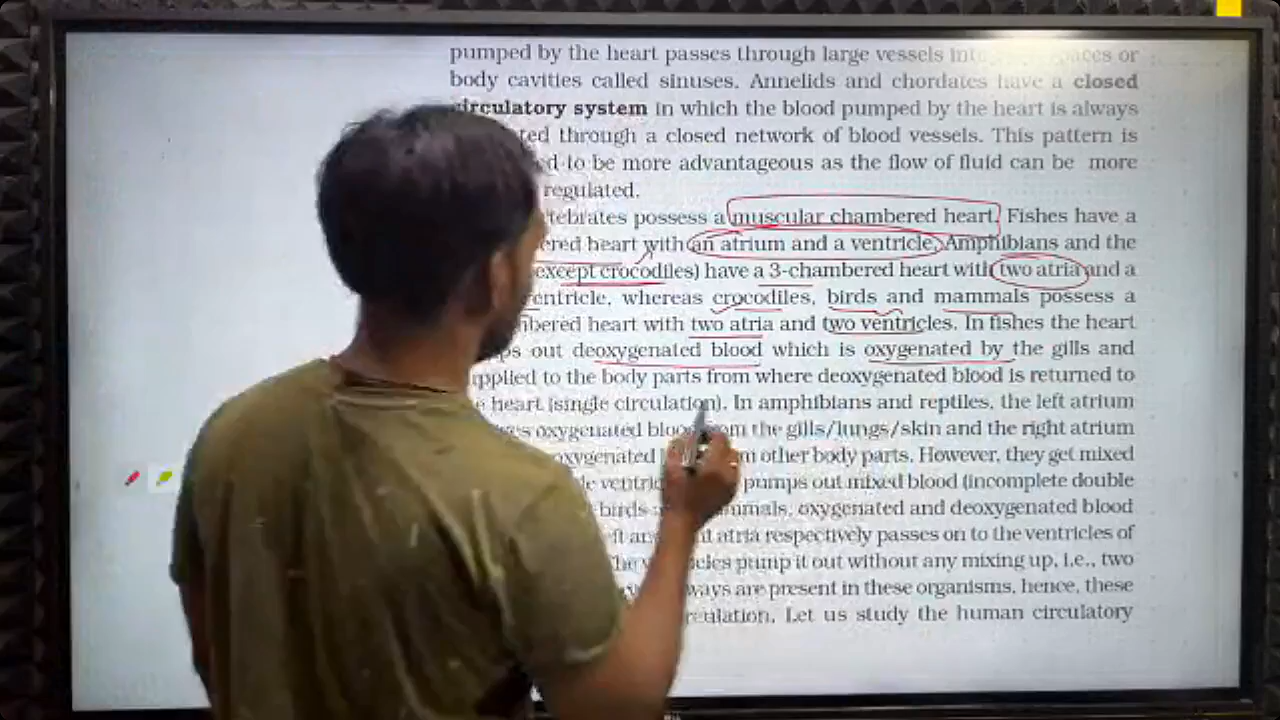 pumped by the heart passes through large vessels or
body cavities called sinuses. Annelids and chordates have a closed
circulatory system in which the blood pumped by the heart is always
through a closed network of blood vessels. This pattern is
to be more advantageous as the flow of fluid can be more
regulated.
possess a muscular chambered heart. Fishes have a
heart with an atrium and a ventricle. Amphibians and the
except crocodiles) have a 3-chambered heart with two atria and a
whereas crocodiles, birds and mammals possess a
heart with two atria and two ventricles. In fishes the heart
out deoxygenated blood which is oxygenated by the gills and
to the body parts from where deoxygenated blood is returned to
heart (single circulation). In amphibians and reptiles, the left atrium
oxygenated blood the gills/lungs/skin and the right atrium
other body parts. However, they get mixed
pumps out mixed blood (incomplete double
birds oxygenated and deoxygenated blood
atria respectively passes on to the ventricles of
pump it out without any mixing up, i.e., two
are present in these organisms, hence, these
Let us study the human circulatory